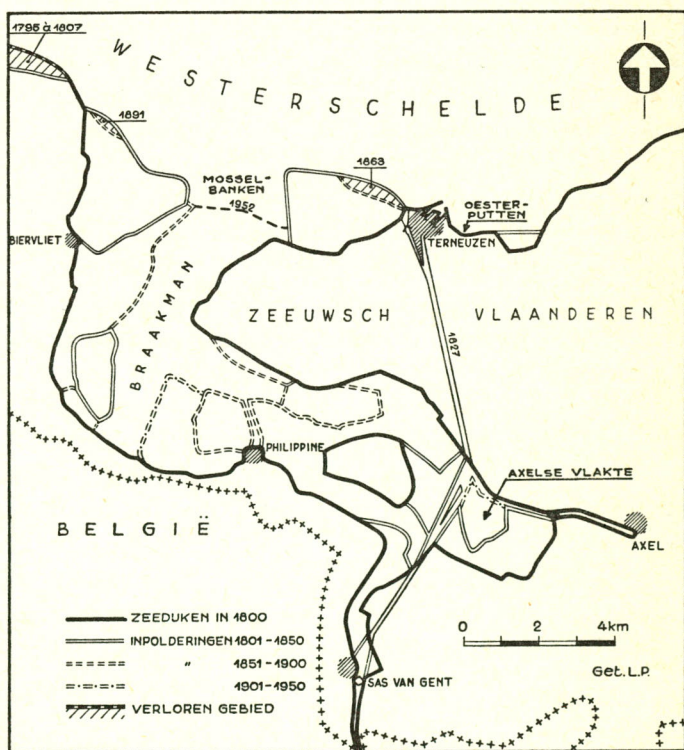 1795 à 1807
WESTERSCHELDE
1891
MOSSEL-
BANKEN
1950
1863
OESTER-
PUTTEN
TERNEUZEN
BIERVLIET
BRAAKMAN
ZEEUWSCH
VLAANDEREN
1827
PHILIPPINE
AXELSE VLAKTE
BELGIË
AXEL
ZEEDIJKEN IN 1800
INPOLDERINGEN 1801-1850
" 1851-1900
1901-1950
VERLOREN GEBIED
0 2 4km
Get. L.P.
SAS VAN GENT